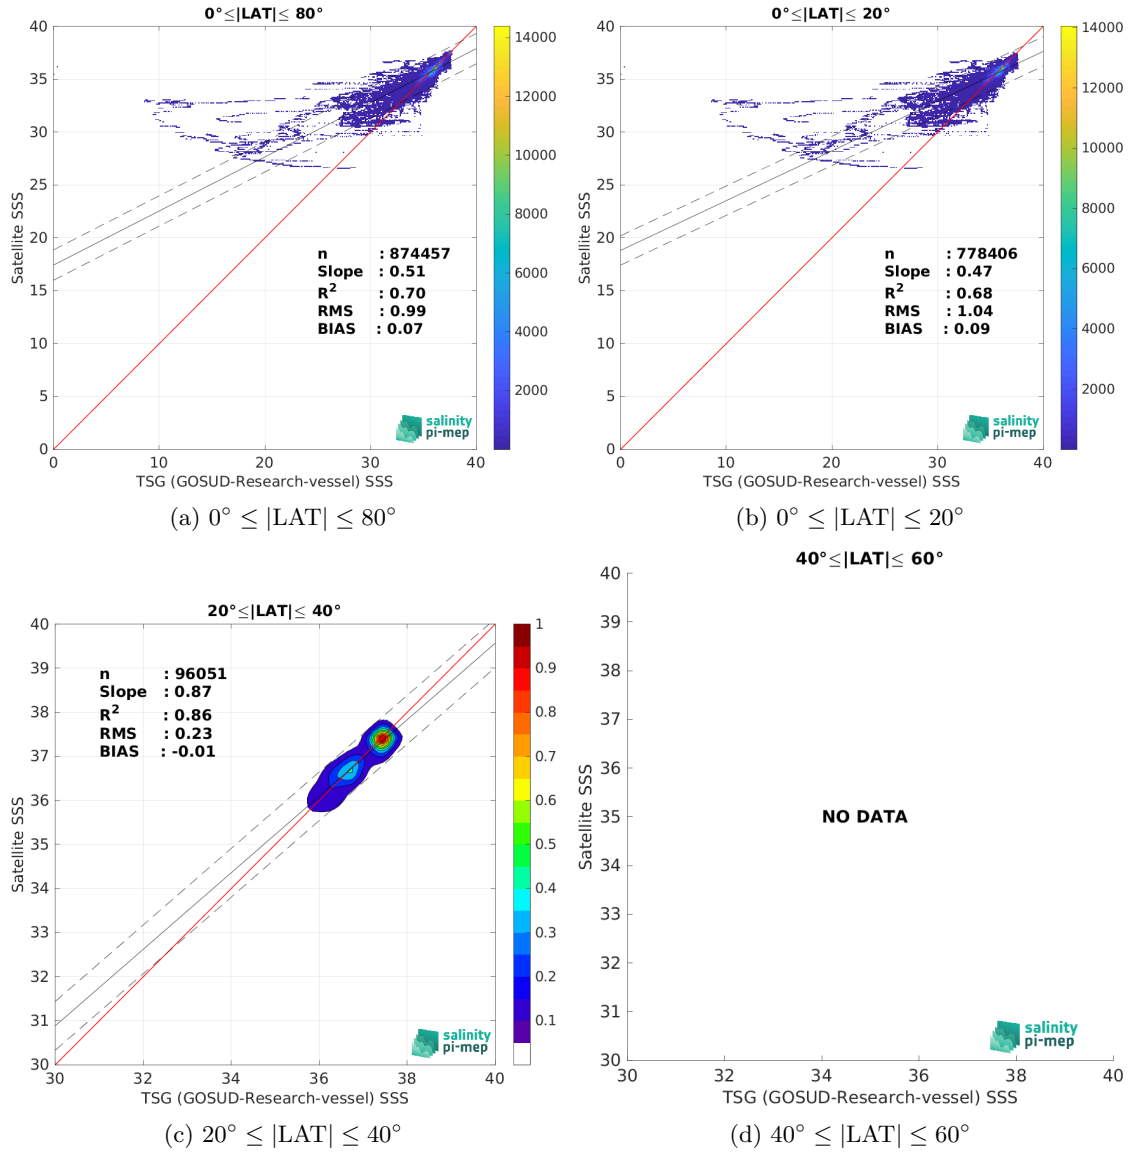 0°≤|LAT|≤ 80°
40
35
30
25
20
15
10
5
0
Satellite SSS
n : 874457
Slope : 0.51
R2 : 0.70
RMS : 0.99
BIAS : 0.07
salinity
pi-mep
0 10 20 30 40
TSG (GOSUD-Research-vessel) SSS
14000
12000
10000
8000
6000
4000
2000
(a) 0° ≤ |LAT| ≤ 80°
0°≤|LAT|≤ 20°
40
35
30
25
20
15
10
5
0
Satellite SSS
n : 778406
Slope : 0.47
R2 : 0.68
RMS : 1.04
BIAS : 0.09
salinity
pi-mep
0 10 20 30 40
TSG (GOSUD-Research-vessel) SSS
14000
12000
10000
8000
6000
4000
2000
(b) 0° ≤ |LAT| ≤ 20°
20°≤|LAT|≤ 40°
40
39
38
37
36
35
34
33
32
31
30
Satellite SSS
n : 96051
Slope : 0.87
R2 : 0.86
RMS : 0.23
BIAS : -0.01
salinity
pi-mep
30 32 34 36 38 40
TSG (GOSUD-Research-vessel) SSS
1
0.9
0.8
0.7
0.6
0.5
0.4
0.3
0.2
0.1
(c) 20° ≤ |LAT| ≤ 40°
40°≤|LAT|≤ 60°
40
39
38
37
36
35
34
33
32
31
30
Satellite SSS
NO DATA
salinity
pi-mep
30 32 34 36 38 40
TSG (GOSUD-Research-vessel) SSS
(d) 40° ≤ |LAT| ≤ 60°